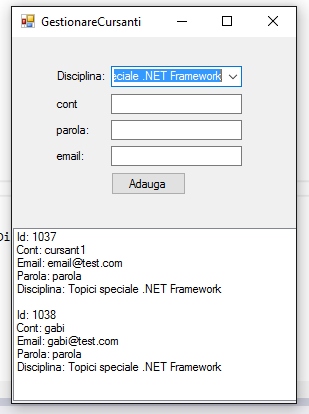 GestionareCursanti
Disciplina: eciale .NET Framework
cont
parola:
email:
Adauga
Id: 1037
Cont: cursant1
Email: email@test.com
Parola: parola
Disciplina: Topici speciale .NET Framework
Id: 1038
Cont: gabi
Email: gabi@test.com
Parola: parola
Disciplina: Topici speciale .NET Framework